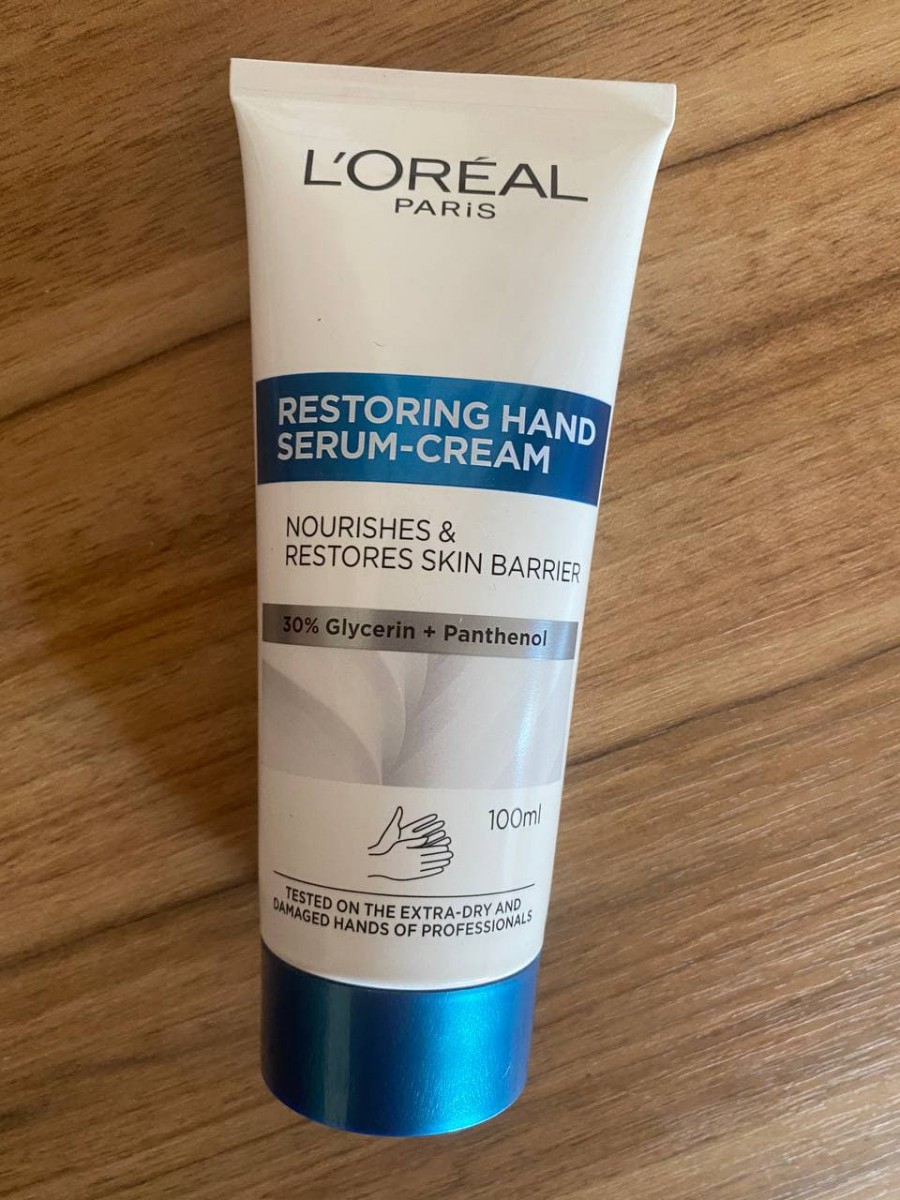 L'ORÉAL
PARiS
RESTORING HAND
SERUM-CREAM
NOURISHES &
RESTORES SKIN BARRIER
30% Glycerin + Panthenol
100ml
TESTED ON THE EXTRA-DRY AND
DAMAGED HANDS OF PROFESSIONALS